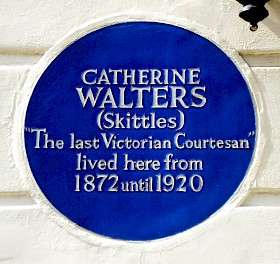 CATHERINE
WALTERS
(Skittles)
"The last Victorian Courtesan"
lived here from
1872 until 1920